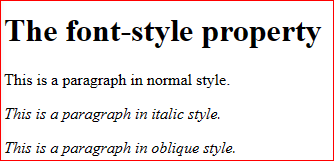 The font-style property
This is a paragraph in normal style.
This is a paragraph in italic style.
This is a paragraph in oblique style.